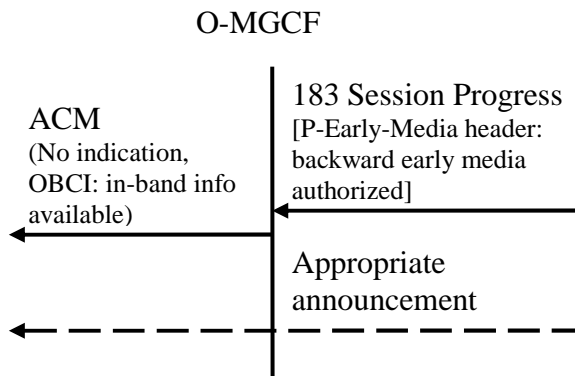 O-MGCF
183 Session Progress
[P-Early-Media header:
backward early media
authorized]
ACM
(No indication,
OBCI: in-band info
available)
Appropriate
announcement